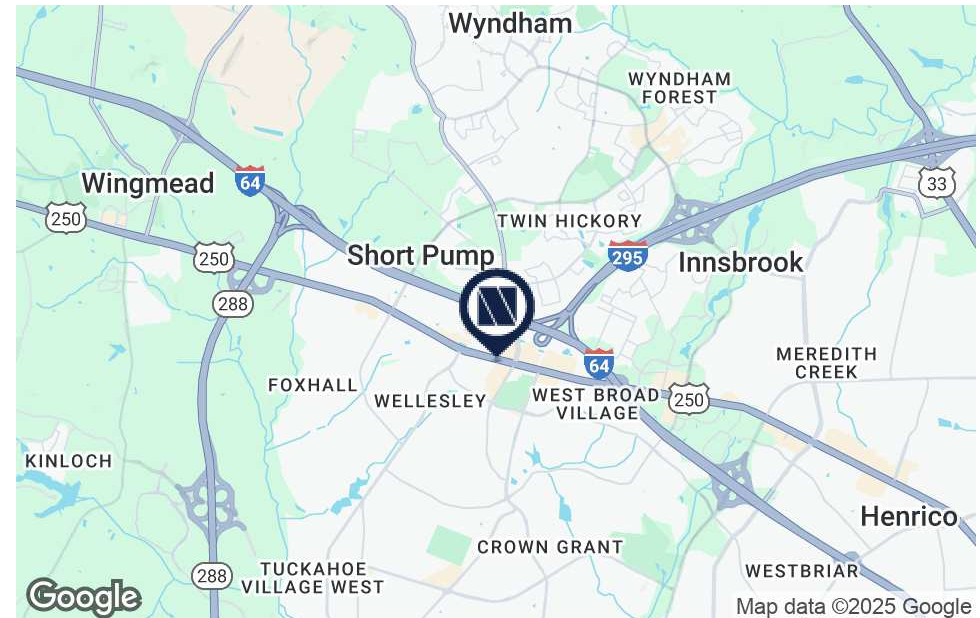 Wyndham
WYNDHAM
FOREST
Wingmead
64
33
250
TWIN HICKORY
250
Short Pump
295
Innsbrook
288
N
64
MEREDITH
CREEK
FOXHALL
WELLESLEY
WEST BROAD
VILLAGE
250
KINLOCH
Henrico
CROWN GRANT
288
TUCKAHOE
VILLAGE WEST
WESTBRIAR
Google
Map data ©2025 Google